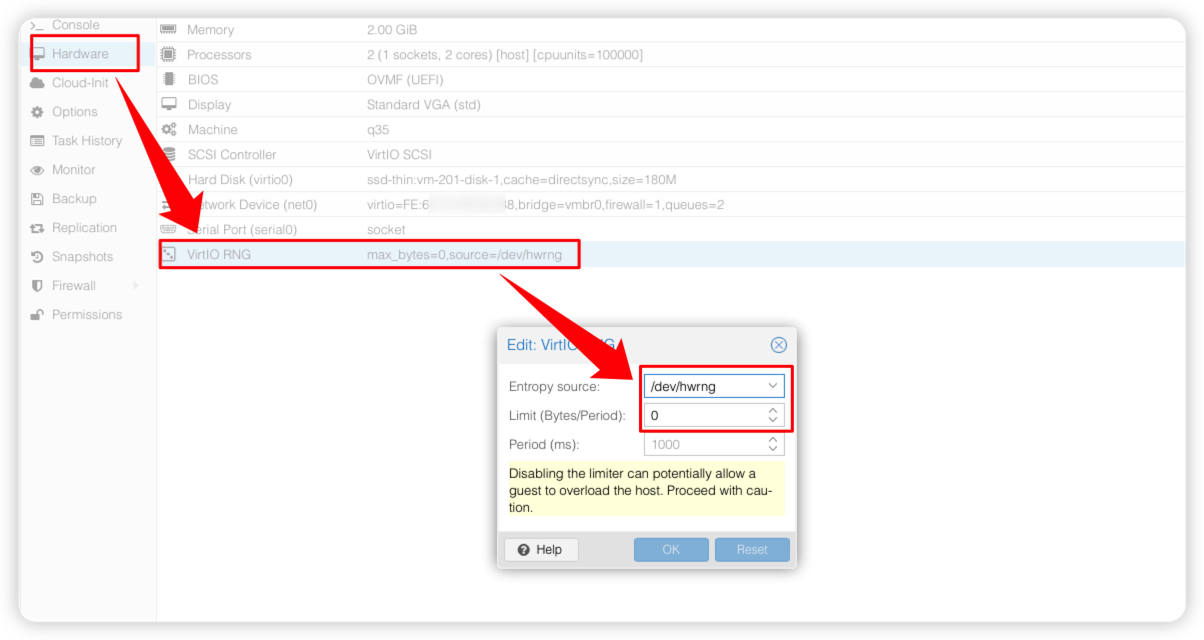 Console
Hardware
Cloud-Init
Options
Task History
Monitor
Backup
Replication
Snapshots
Firewall
Permissions
Memory 2.00 GiB
Processors 2 (1 sockets, 2 cores) [host] [cpuunits=100000]
BIOS OVMF (UEFI)
Display Standard VGA (std)
Machine q35
SCSI Controller VirtIO SCSI
Hard Disk (virtio0) ssd-thin:vm-201-disk-1,cache=directsync,size=180M
Network Device (net0) virtio=FE:6 8,bridge=vmbr0,firewall=1,queues=2
Serial Port (serial0) socket
VirtIO RNG max_bytes=0,source=/dev/hwrng
Edit: VirtIO RNG
Entropy source: /dev/hwrng
Limit (Bytes/Period): 0
Period (ms): 1000
Disabling the limiter can potentially allow a
guest to overload the host. Proceed with cau-
tion.
Help OK Reset